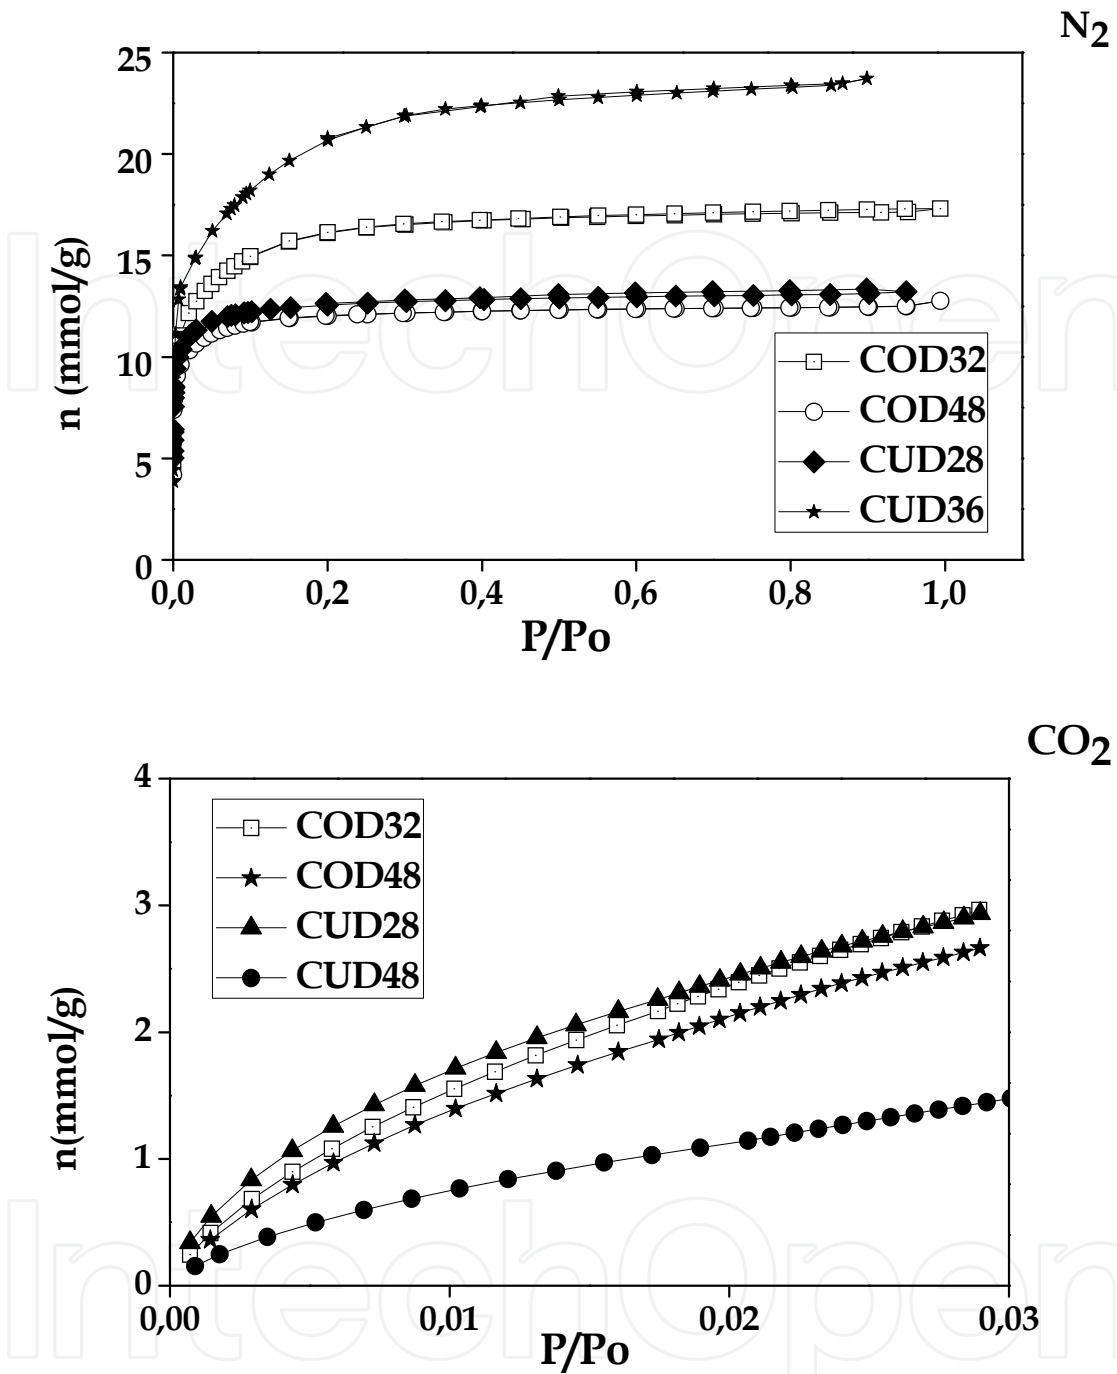 N2
25
20
15
10
5
0
n (mmol/g)
COD32
COD48
CUD28
CUD36
0,0 0,2 0,4 0,6 0,8 1,0
P/Po
CO2
4
3
2
1
0
n(mmol/g)
COD32
COD48
CUD28
CUD48
0,00 0,01 0,02 0,03
P/Po
IntechOpen
IntechOpen